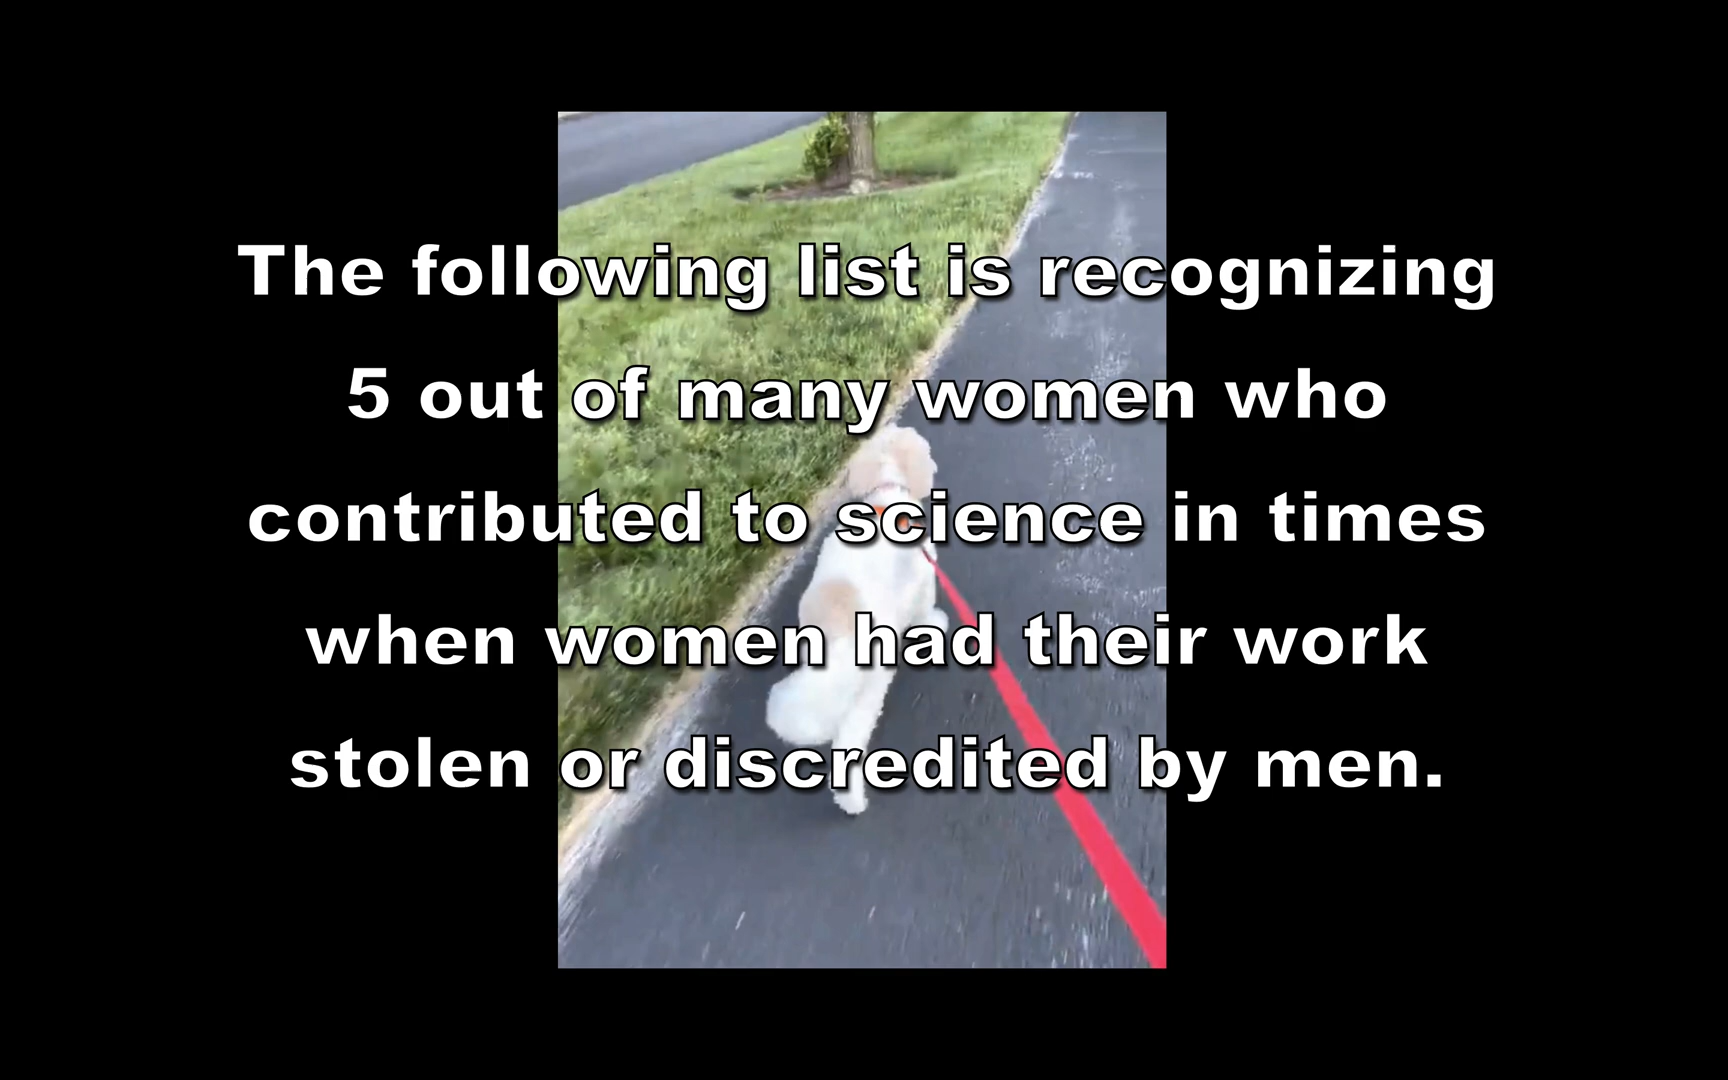 The following list is recognizing
5 out of many women who
contributed to science in times
when women had their work
stolen or discredited by men.